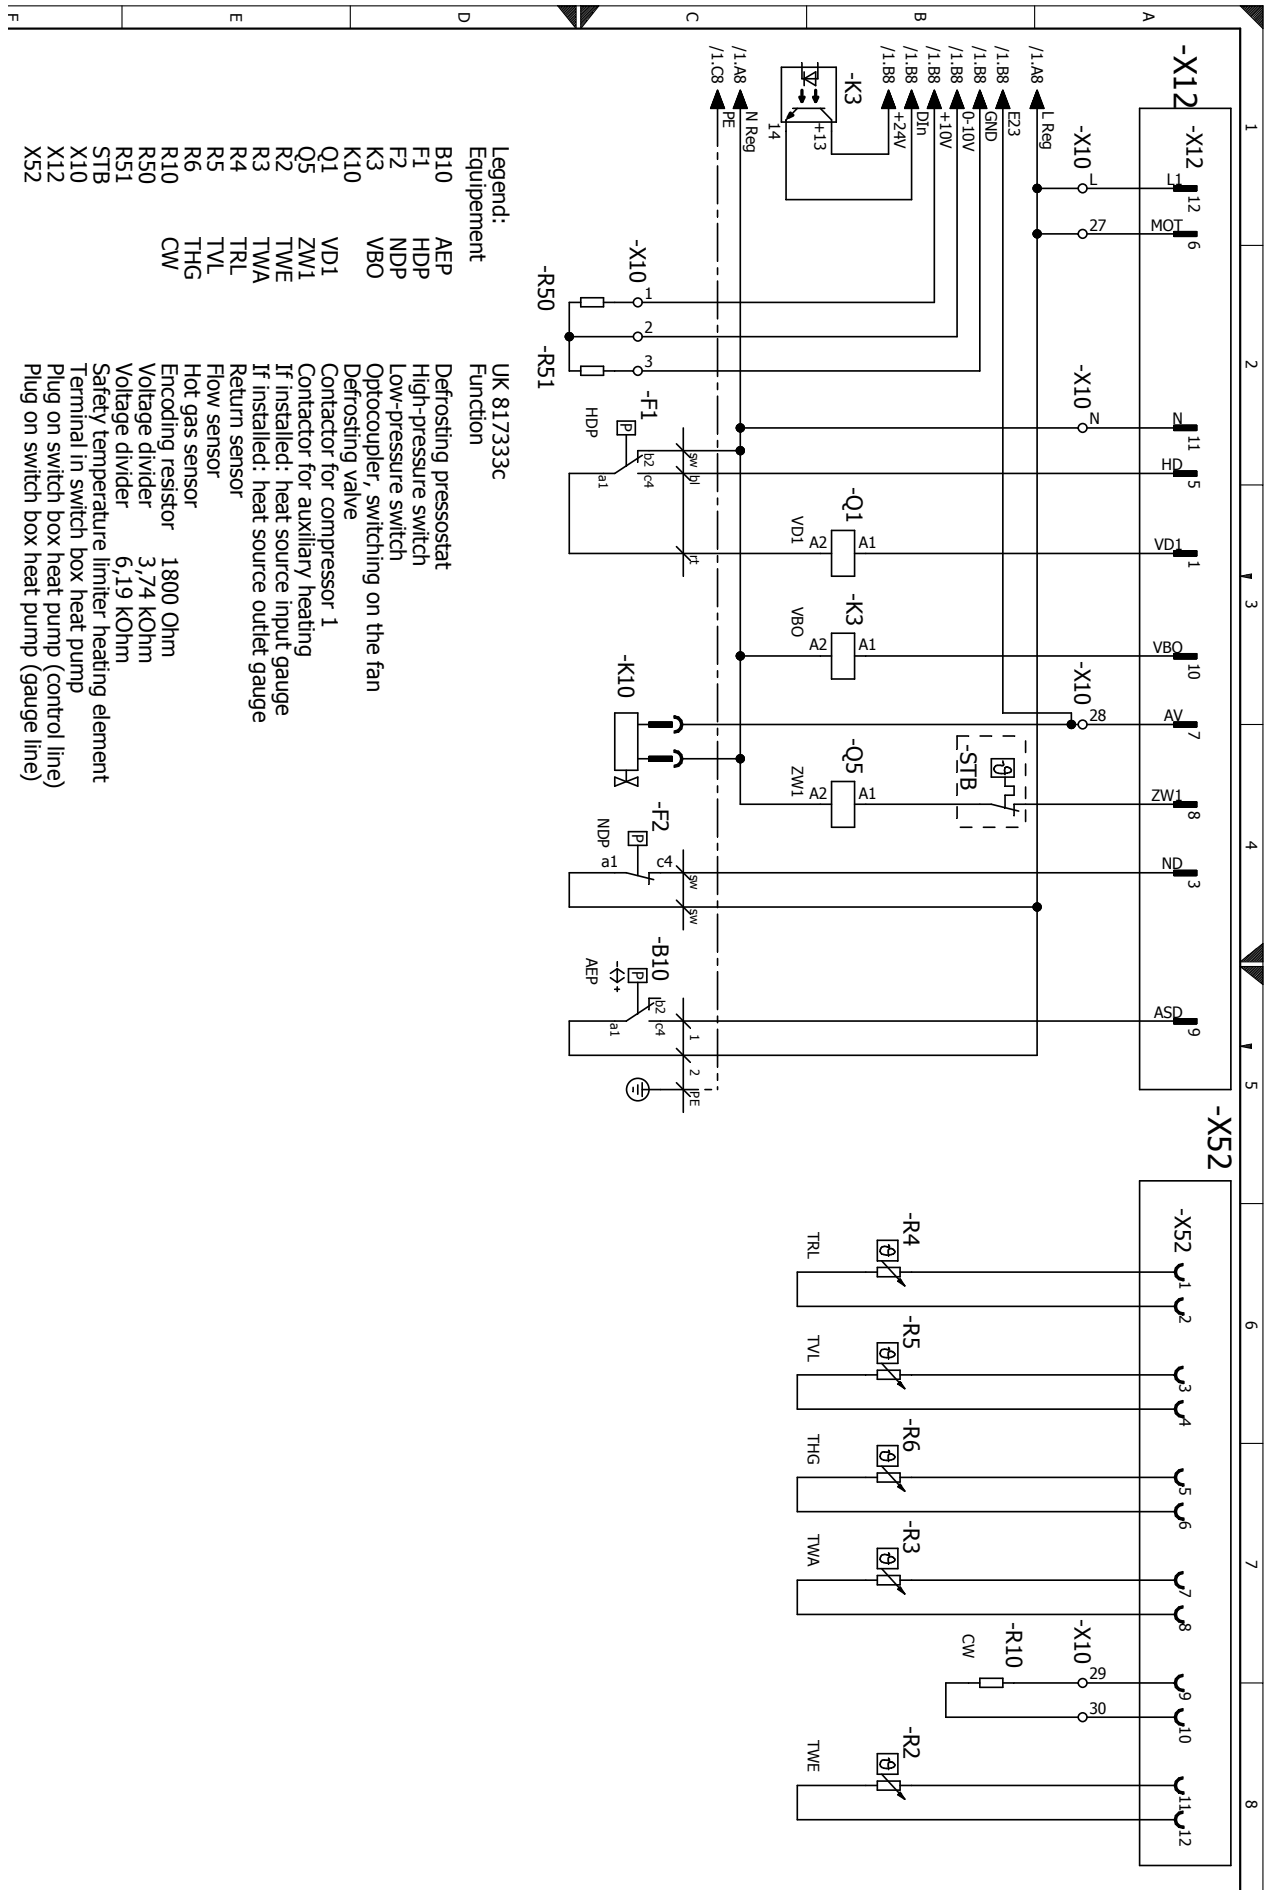 1 2 3 4 5 6 7 8
A
B
C
D
E
F
-X12
-X12
L1 12
MOT 6
N 11
HD 5
VD1 1
VBO 10
AV 7
ZW1 8
ND 3
ASD 9
-X10 L 27
-X10 N
-X10 28
/1.A8 L Reg
/1.B8 E23
/1.B8 GND
/1.B8 0-10V
/1.B8 +10V
/1.B8 DIn
/1.B8 +24V
-K3
+13
14
/1.A8 N Reg
/1.C8 PE
-X10 1 2 3
-R50
-R51
-F1
HDP
P
b2 c4
a1
sw bl rt
-Q1
A1
A2
VD1
-K3
A1
A2
VBO
-K10
-Q5
A1
A2
ZW1
-STB
ϑ
-F2
NDP
P
a1 c4
sw sw
-B10
AEP
P
- +
b2 c4
a1
1 2 PE
-X52
-X52
1 2 3 4 5 6 7 8 9 10 11 12
-R4
ϑ
TRL
-R5
ϑ
TVL
-R6
ϑ
THG
-R3
ϑ
TWA
-X10 29 30
-R10
CW
-R2
ϑ
TWE
Legend: UK 817333c
Equipement Function
B10 AEP Defrosting pressostat
F1 HDP High-pressure switch
F2 NDP Low-pressure switch
K3 VBO Optocoupler, switching on the fan
K10 Defrosting valve
Q1 VD1 Contactor for compressor 1
Q5 ZW1 Contactor for auxiliary heating
R2 TWE If installed: heat source input gauge
R3 TWA If installed: heat source outlet gauge
R4 TRL Return sensor
R5 TVL Flow sensor
R6 THG Hot gas sensor
R10 CW Encoding resistor 1800 Ohm
R50 Voltage divider 3,74 kOhm
R51 Voltage divider 6,19 kOhm
STB Safety temperature limiter heating element
X10 Terminal in switch box heat pump
X12 Plug on switch box heat pump (control line)
X52 Plug on switch box heat pump (gauge line)